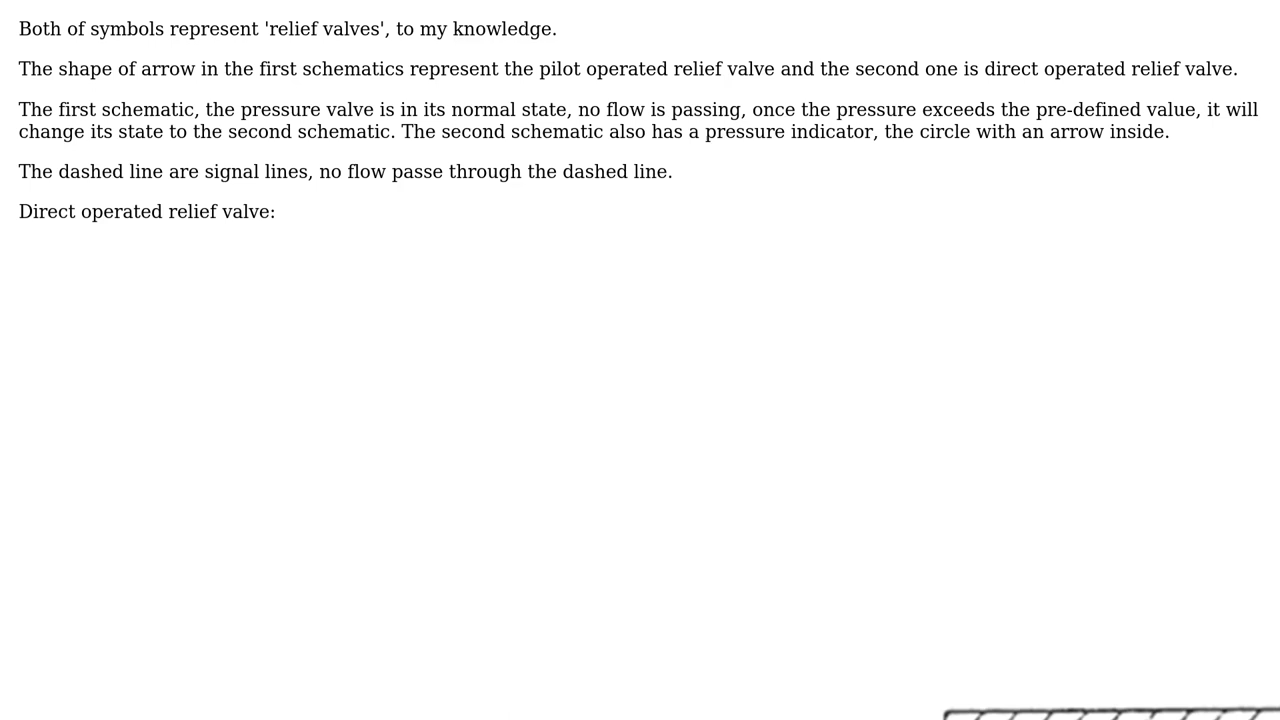 Both of symbols represent 'relief valves', to my knowledge.
The shape of arrow in the first schematics represent the pilot operated relief valve and the second one is direct operated relief valve.
The first schematic, the pressure valve is in its normal state, no flow is passing, once the pressure exceeds the pre-defined value, it will
change its state to the second schematic. The second schematic also has a pressure indicator, the circle with an arrow inside.
The dashed line are signal lines, no flow passe through the dashed line.
Direct operated relief valve: